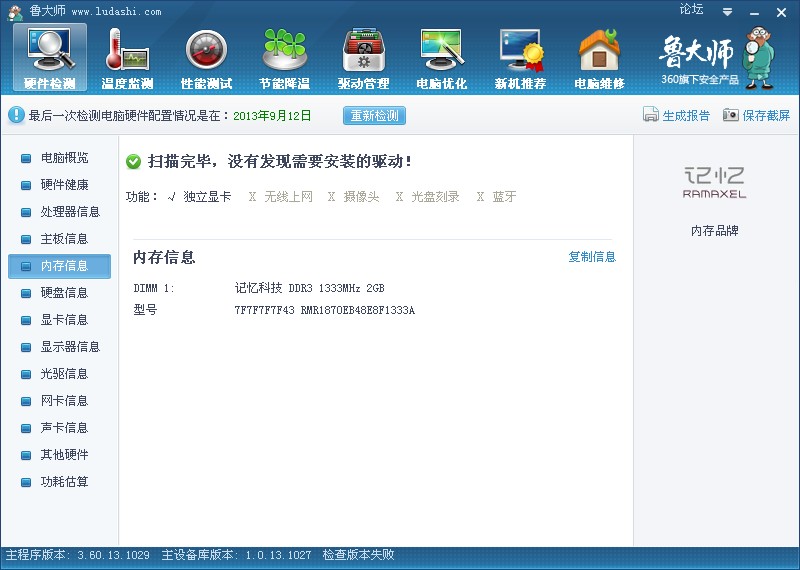 鲁大师 www.ludashi.com 论坛
硬件检测 温度监测 性能测试 节能降温 驱动管理 电脑优化 新机推荐 电脑维修
鲁大师
360旗下安全产品
最后一次检测电脑硬件配置情况是在：2013年9月12日 重新检测 生成报告 保存截屏
电脑概览
硬件健康
处理器信息
主板信息
内存信息
硬盘信息
显卡信息
显示器信息
光驱信息
网卡信息
声卡信息
其他硬件
功耗估算
扫描完毕，没有发现需要安装的驱动！
功能： √ 独立显卡 X 无线上网 X 摄像头 X 光盘刻录 X 蓝牙
内存信息 复制信息
DIMM 1: 记忆科技 DDR3 1333MHz 2GB
型号 7F7F7F7F43 RMR1870EB48E8F1333A
记忆
RAMAXEL
内存品牌
主程序版本: 3.60.13.1029 主设备库版本: 1.0.13.1027 检查版本失败